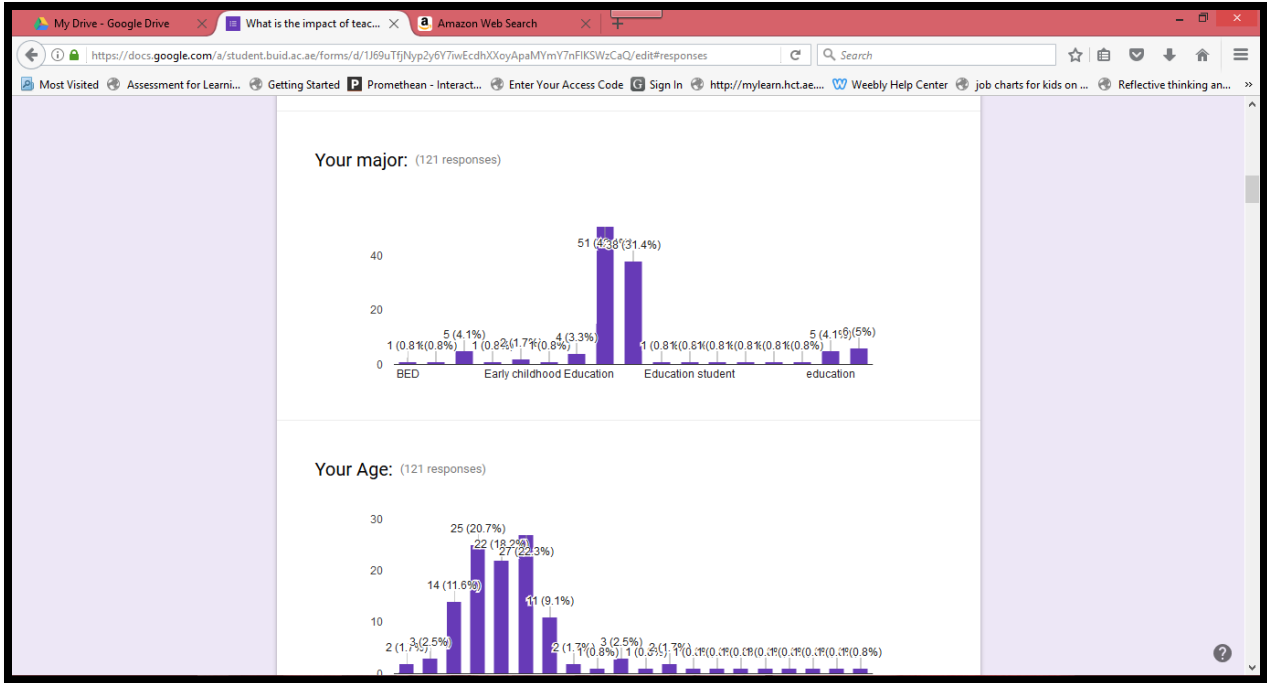 My Drive - Google Drive
What is the impact of teac...
Amazon Web Search
https://docs.google.com/a/student.buid.ac.ae/forms/d/
Search
Most Visited
Assessment for Learni...
Getting Started
Promethean - Interact...
Enter Your Access Code
Sign In
http://mylearn.hct.ae....
Weebly Help Center
job charts for kids on ...
Reflective thinking an...
Your major: (121 responses)
40
20
0
51
38 (31.4%)
1
(0.8%)
5 (4.1%)
1
(0.8%)
4 (3.3%)
1
(0.8%)
6 (5%)
BED
Early childhood Education
Education student
education
Your Age: (121 responses)
30
20
10
0
2
3 (2.5%)
14 (11.6%)
25 (20.7%)
22
27 (22.3%)
11 (9.1%)
2
1 (0.8%)
3 (2.5%)
1
2 (1.7%)
(0.8%)